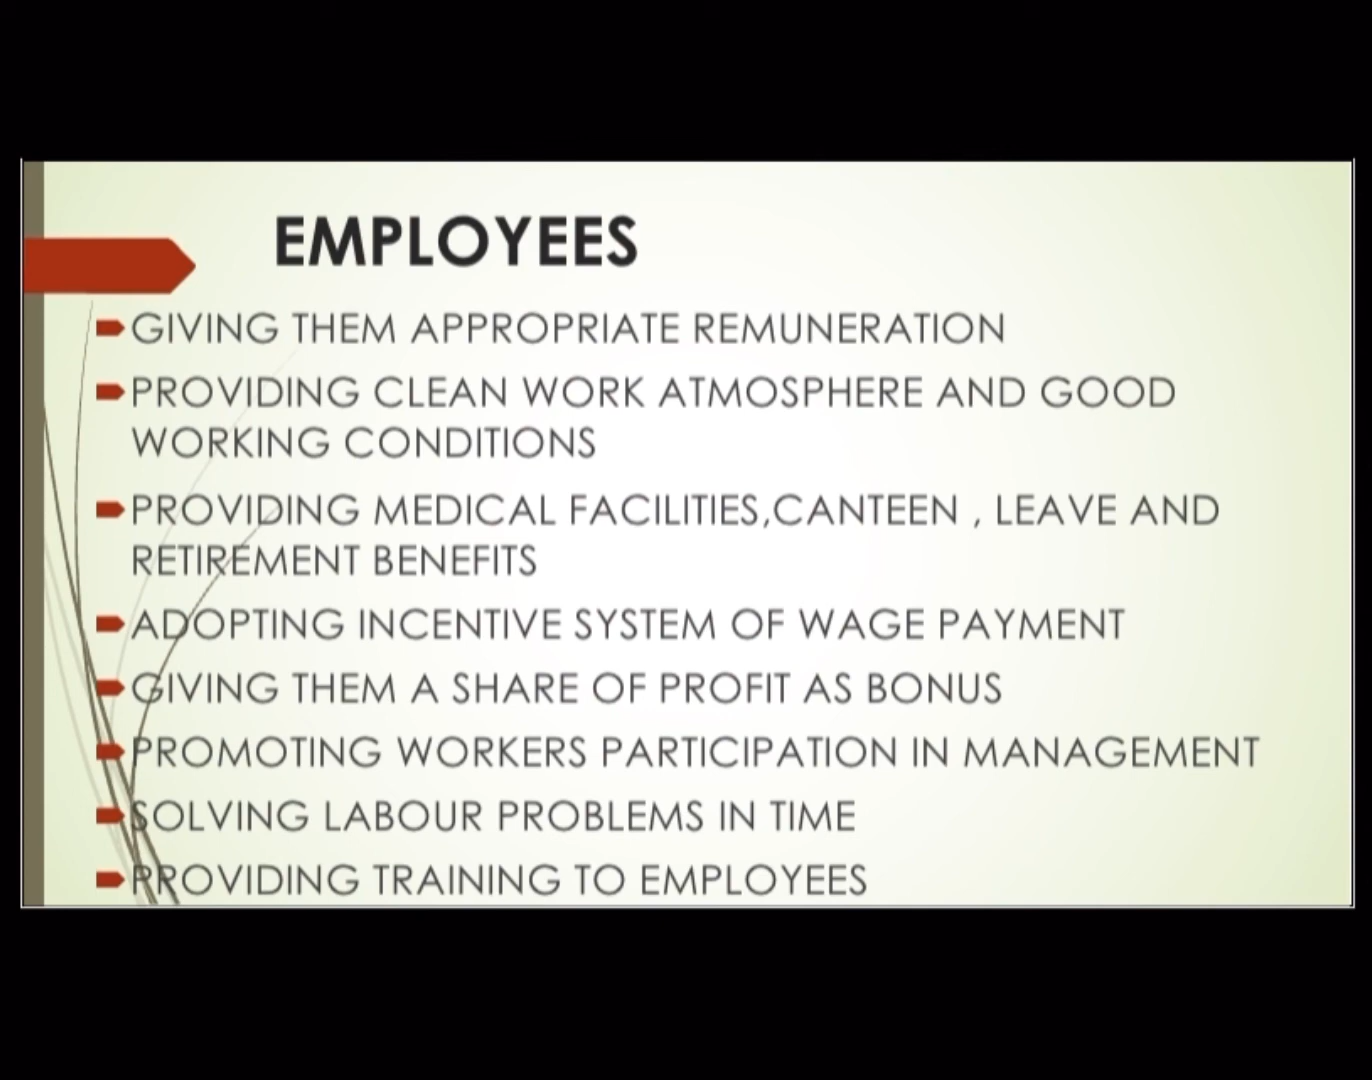 EMPLOYEES
GIVING THEM APPROPRIATE REMUNERATION
PROVIDING CLEAN WORK ATMOSPHERE AND GOOD
WORKING CONDITIONS
PROVIDING MEDICAL FACILITIES,CANTEEN , LEAVE AND
RETIREMENT BENEFITS
ADOPTING INCENTIVE SYSTEM OF WAGE PAYMENT
GIVING THEM A SHARE OF PROFIT AS BONUS
PROMOTING WORKERS PARTICIPATION IN MANAGEMENT
SOLVING LABOUR PROBLEMS IN TIME
PROVIDING TRAINING TO EMPLOYEES